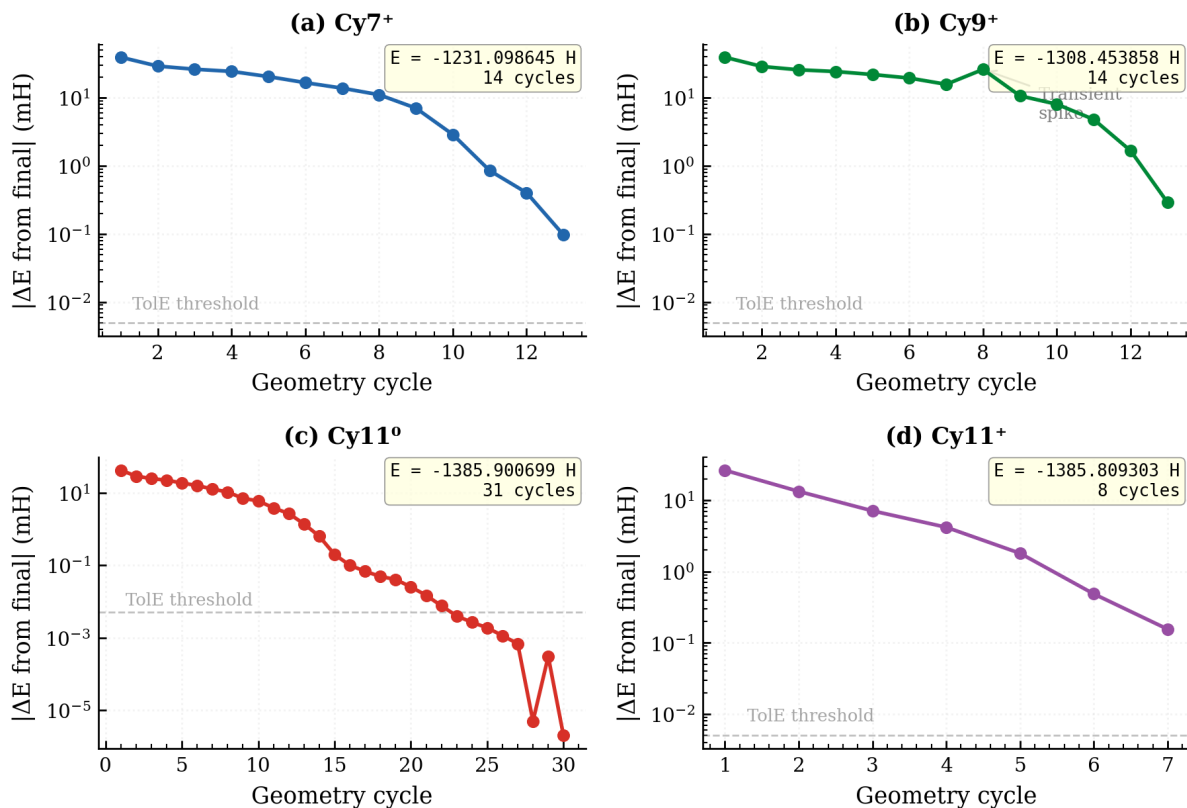 (a) Cy7⁺
|ΔE from final| (mH)
10¹
10⁰
10⁻¹
10⁻²
E = -1231.098645 H
14 cycles
TolE threshold
2 4 6 8 10 12
Geometry cycle
(b) Cy9⁺
|ΔE from final| (mH)
10¹
10⁰
10⁻¹
10⁻²
E = -1308.453858 H
14 cycles
Transient
spike
TolE threshold
2 4 6 8 10 12
Geometry cycle
(c) Cy11⁰
|ΔE from final| (mH)
10¹
10⁻¹
10⁻³
10⁻⁵
E = -1385.900699 H
31 cycles
TolE threshold
0 5 10 15 20 25 30
Geometry cycle
(d) Cy11⁺
|ΔE from final| (mH)
10¹
10⁰
10⁻¹
10⁻²
E = -1385.809303 H
8 cycles
TolE threshold
1 2 3 4 5 6 7
Geometry cycle